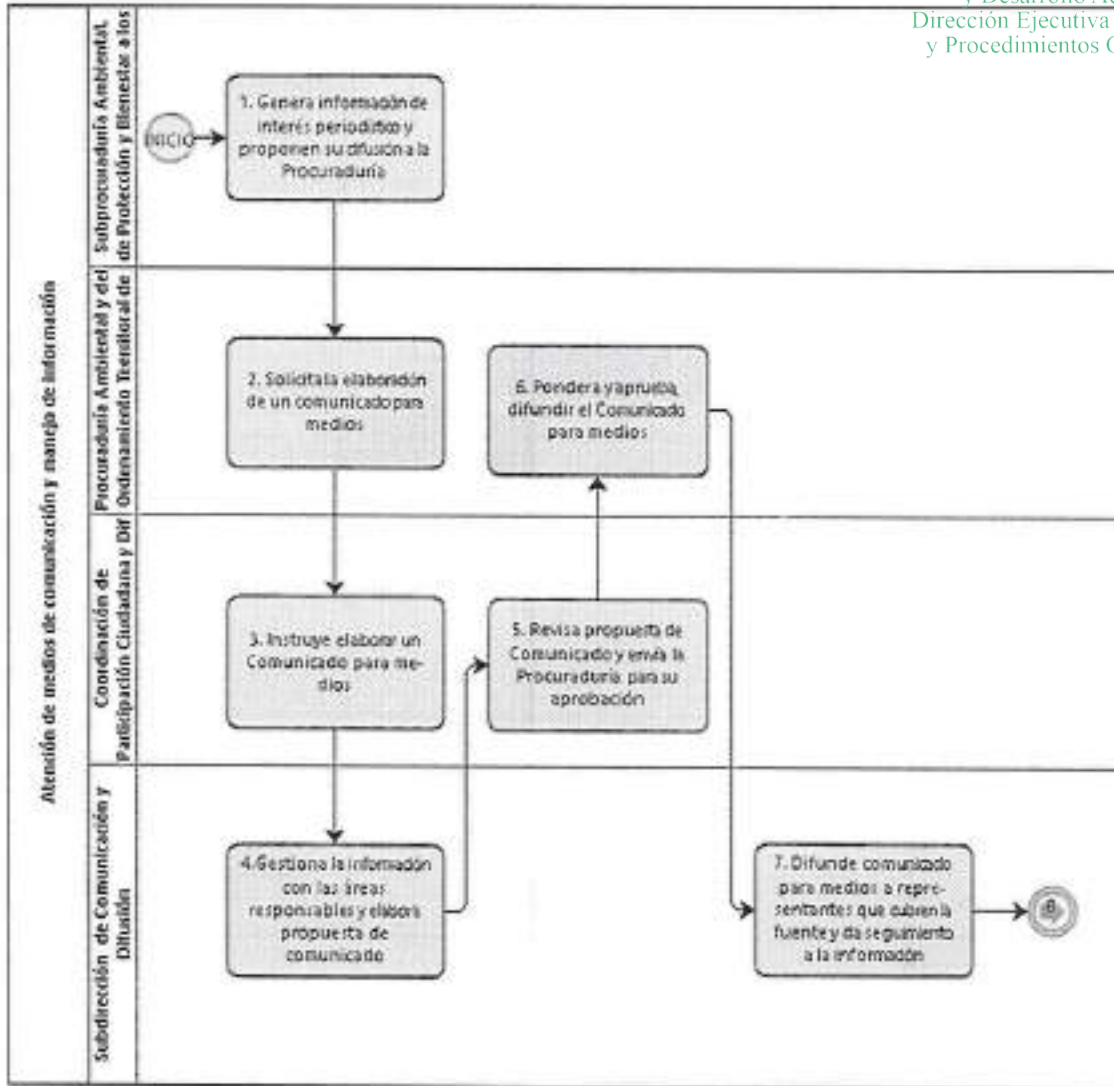 y Desarrollo A
Dirección Ejecutiva
y Procedimientos
Atención de medios de comunicación y maneja de información
Subprocuraduría Ambiental,
de Protección y Bienestar a los
INICIO
1. Genera información de
interés periodístico y
proponen su difusión a la
Procuraduría
Procuraduría Ambiental y del
Ordenamiento Territorial de
2. Solicita la elaboración
de un comunicado para
medios
6. Pondera y aprueba,
difundir el Comunicado
para medios
Coordinación de
Participación Ciudadana y Dif
3. Instruye elaborar un
Comunicado para me-
dios
5. Revisa propuesta de
Comunicado y envía la
Procuraduría para su
aprobación
Subdirección de Comunicación y
Difusión
4.Gestiona la información
con las áreas
responsables y elabora
propuesta de
comunicado
7. Difunde comunicado
para medios a repre-
sentantes que cubren la
fuente y da seguimiento
a la información